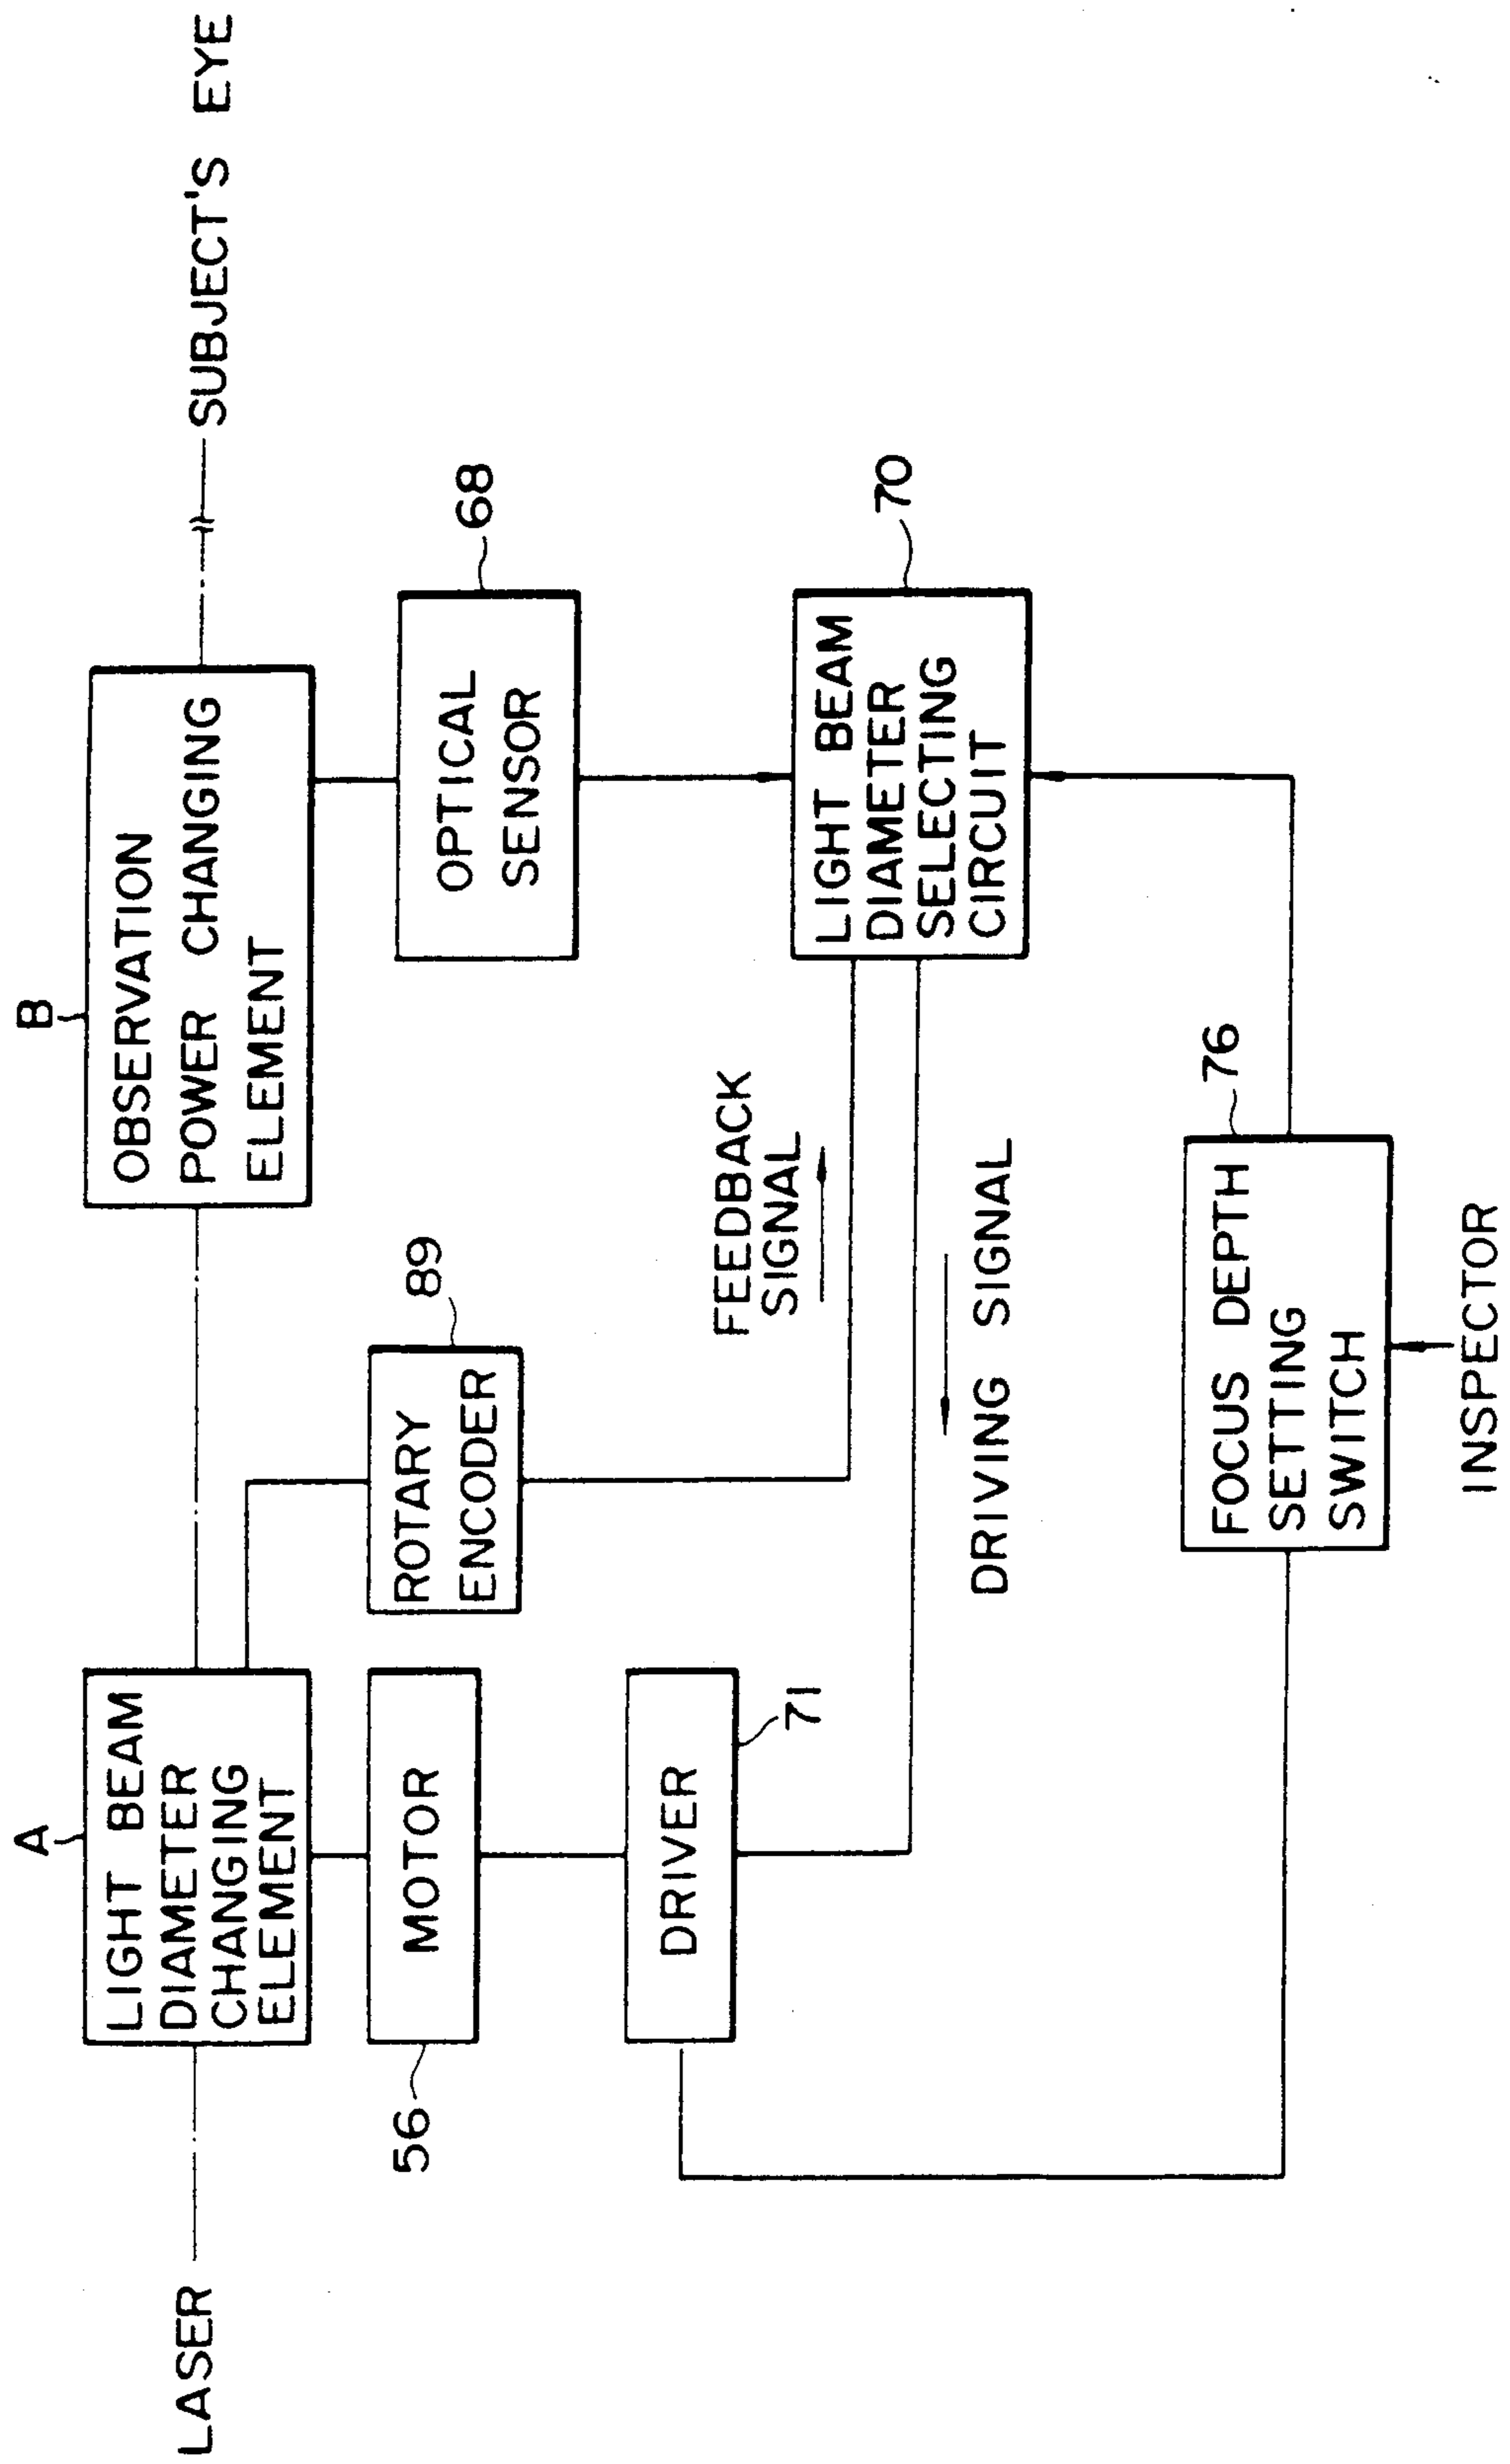 A
B
LASER
LIGHT BEAM
DIAMETER
CHANGING
ELEMENT
OBSERVATION
POWER CHANGING
ELEMENT
SUBJECT'S EYE
56
MOTOR
ROTARY
ENCODER
89
OPTICAL
SENSOR
68
DRIVER
71
FEEDBACK
SIGNAL
DRIVING SIGNAL
LIGHT BEAM
DIAMETER
SELECTING
CIRCUIT
70
FOCUS DEPTH
SETTING
SWITCH
76
INSPECTOR